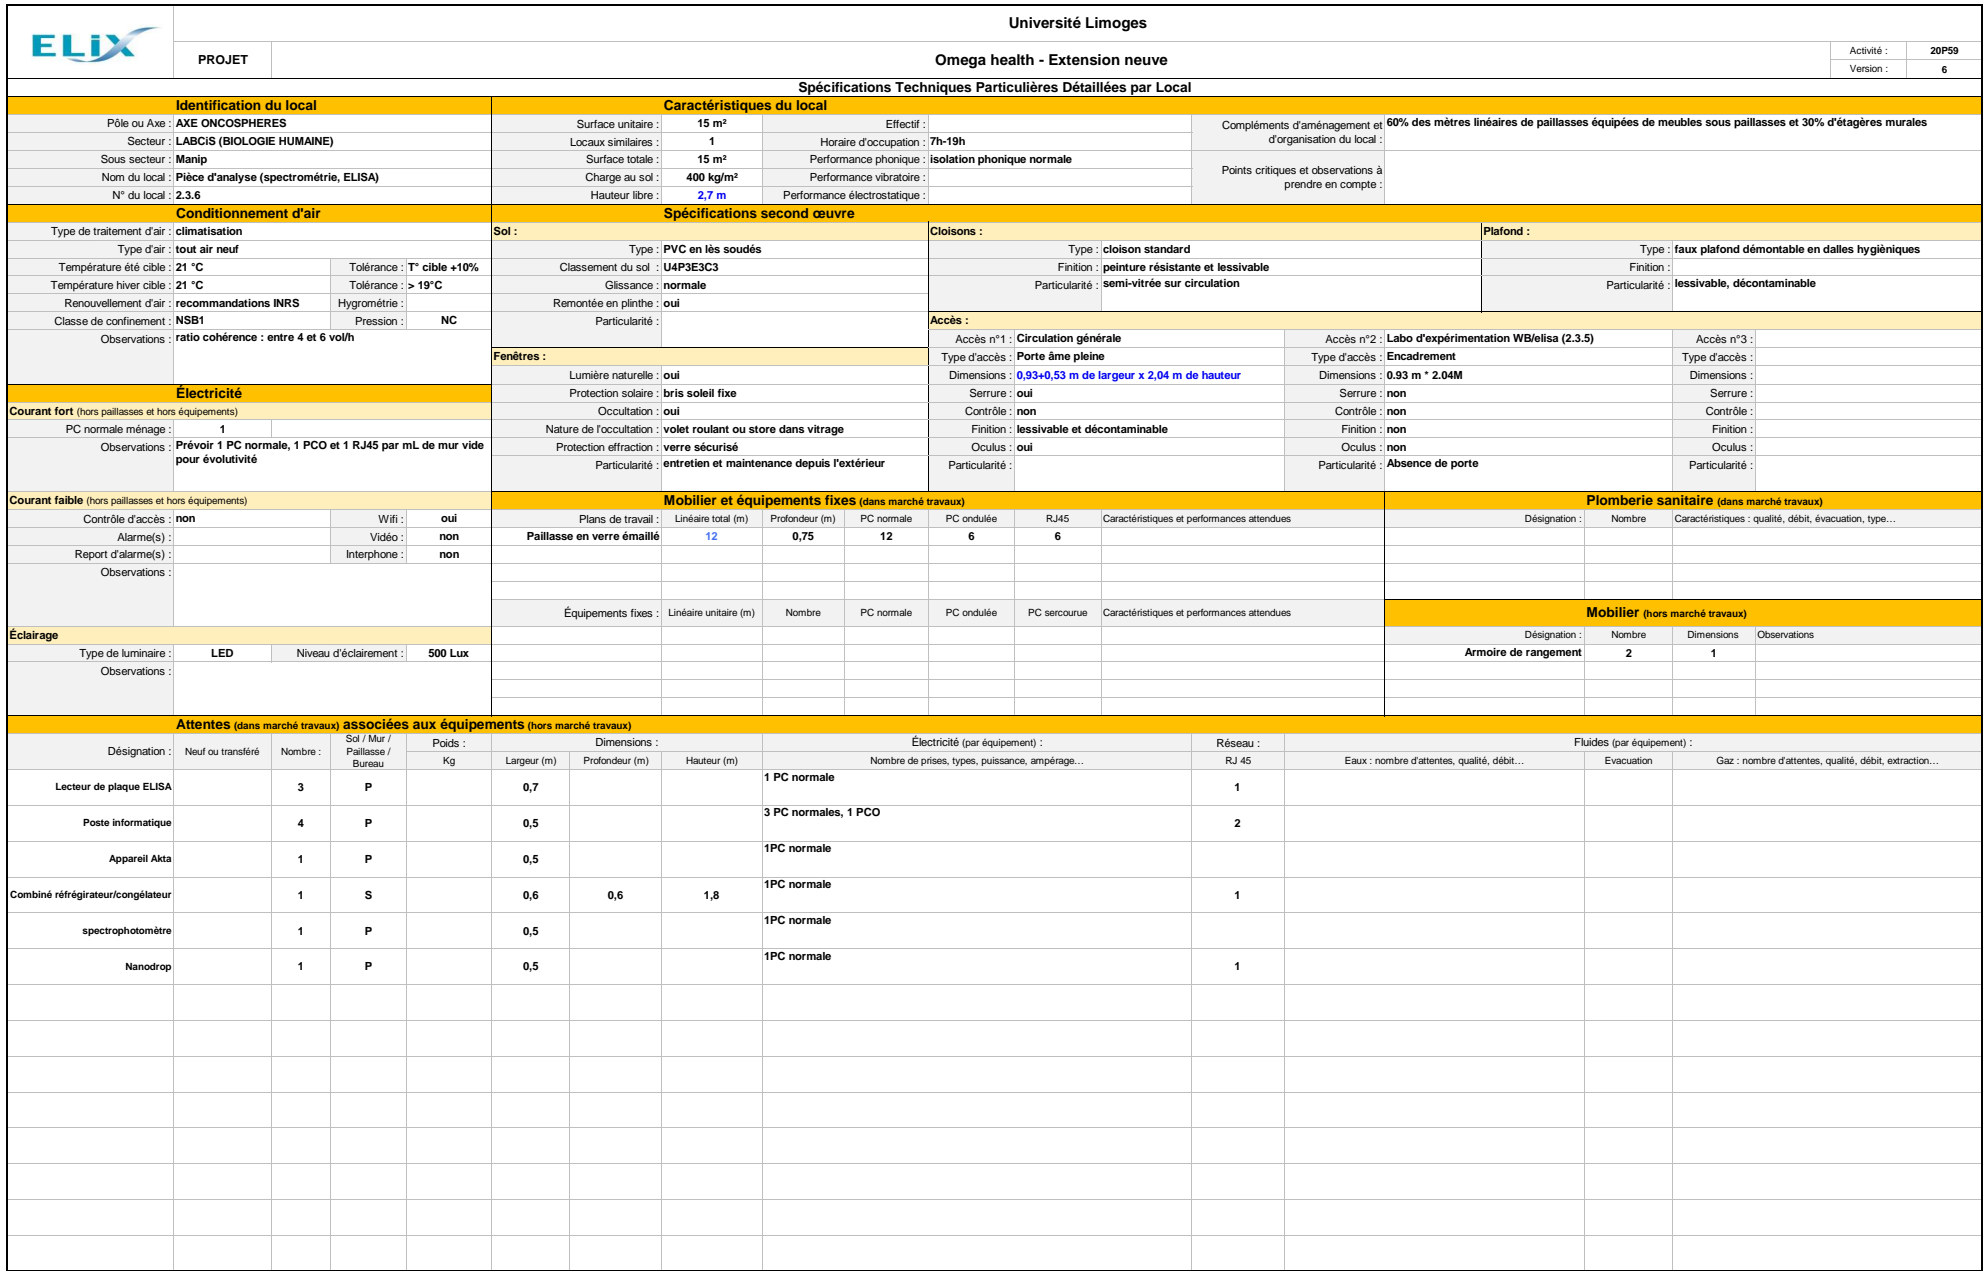 ELiX
Université Limoges
PROJET
Omega health - Extension neuve
Activité : 20P59
Version : 6
Spécifications Techniques Particulières Détaillées par Local
Identification du local
Pôle ou Axe : AXE ONCOSPHERES
Secteur : LABCiS (BIOLOGIE HUMAINE)
Sous secteur : Manip
Nom du local : Pièce d'analyse (spectrométrie, ELISA)
N° du local : 2.3.6
Caractéristiques du local
Surface unitaire : 15 m² Effectif :
Locaux similaires : 1 Horaire d'occupation : 7h-19h
Surface totale : 15 m² Performance phonique : isolation phonique normale
Charge au sol : 400 kg/m² Performance vibratoire :
Hauteur libre : 2,7 m Performance électrostatique :
Compléments d'aménagement et d'organisation du local : 60% des mètres linéaires de paillasses équipées de meubles sous paillasses et 30% d'étagères murales
Points critiques et observations à prendre en compte :
Conditionnement d'air
Type de traitement d'air : climatisation
Type d'air : tout air neuf
Température été cible : 21 °C Tolérance : T° cible +10%
Température hiver cible : 21 °C Tolérance : > 19°C
Renouvellement d'air : recommandations INRS Hygrométrie :
Classe de confinement : NSB1 Pression : NC
Observations : ratio cohérence : entre 4 et 6 vol/h
Spécifications second œuvre
Sol :
Type : PVC en lès soudés
Classement du sol : U4P3E3C3
Glissance : normale
Remontée en plinthe : oui
Particularité :
Cloisons :
Type : cloison standard
Finition : peinture résistante et lessivable
Particularité : semi-vitrée sur circulation
Plafond :
Type : faux plafond démontable en dalles hygièniques
Finition :
Particularité : lessivable, décontaminable
Fenêtres :
Lumière naturelle : oui
Protection solaire : bris soleil fixe
Occultation : oui
Nature de l'occultation : volet roulant ou store dans vitrage
Protection effraction : verre sécurisé
Particularité : entretien et maintenance depuis l'extérieur
Accès :
Accès n°1 : Circulation générale Accès n°2 : Labo d'expérimentation WB/elisa (2.3.5) Accès n°3 :
Type d'accès : Porte âme pleine Type d'accès : Encadrement Type d'accès :
Dimensions : 0,93+0,53 m de largeur x 2,04 m de hauteur Dimensions : 0.93 m * 2.04M Dimensions :
Serrure : oui Serrure : non Serrure :
Contrôle : non Contrôle : non Contrôle :
Finition : lessivable et décontaminable Finition : non Finition :
Oculus : oui Oculus : non Oculus :
Particularité : Particularité : Absence de porte Particularité :
Électricité
Courant fort (hors paillasses et hors équipements)
PC normale ménage : 1
Observations : Prévoir 1 PC normale, 1 PCO et 1 RJ45 par mL de mur vide
pour évolutivité
Courant faible (hors paillasses et hors équipements)
Contrôle d'accès : non Wifi : oui
Alarme(s) : Vidéo : non
Report d'alarme(s) : Interphone : non
Observations :
Éclairage
Type de luminaire : LED Niveau d'éclairement : 500 Lux
Observations :
Mobilier et équipements fixes (dans marché travaux)
Plans de travail : Linéaire total (m) Profondeur (m) PC normale PC ondulée RJ45 Caractéristiques et performances attendues
Paillasse en verre émaillé 12 0,75 12 6 6
Équipements fixes : Linéaire unitaire (m) Nombre PC normale PC ondulée PC sercourue Caractéristiques et performances attendues
Plomberie sanitaire (dans marché travaux)
Désignation : Nombre Caractéristiques : qualité, débit, évacuation, type…
Mobilier (hors marché travaux)
Désignation : Nombre Dimensions Observations
Armoire de rangement 2 1
Attentes (dans marché travaux) associées aux équipements (hors marché travaux)
Désignation : Neuf ou transféré Nombre : Sol / Mur / Paillasse / Bureau Poids : Dimensions : Électricité (par équipement) : Réseau : Fluides (par équipement) :
Kg Largeur (m) Profondeur (m) Hauteur (m) Nombre de prises, types, puissance, ampérage… RJ 45 Eaux : nombre d'attentes, qualité, débit… Evacuation Gaz : nombre d'attentes, qualité, débit, extraction…
Lecteur de plaque ELISA 3 P 0,7 1 PC normale 1
Poste informatique 4 P 0,5 3 PC normales, 1 PCO 2
Appareil Akta 1 P 0,5 1PC normale
Combiné réfrégirateur/congélateur 1 S 0,6 0,6 1,8 1PC normale 1
spectrophotomètre 1 P 0,5 1PC normale
Nanodrop 1 P 0,5 1PC normale 1